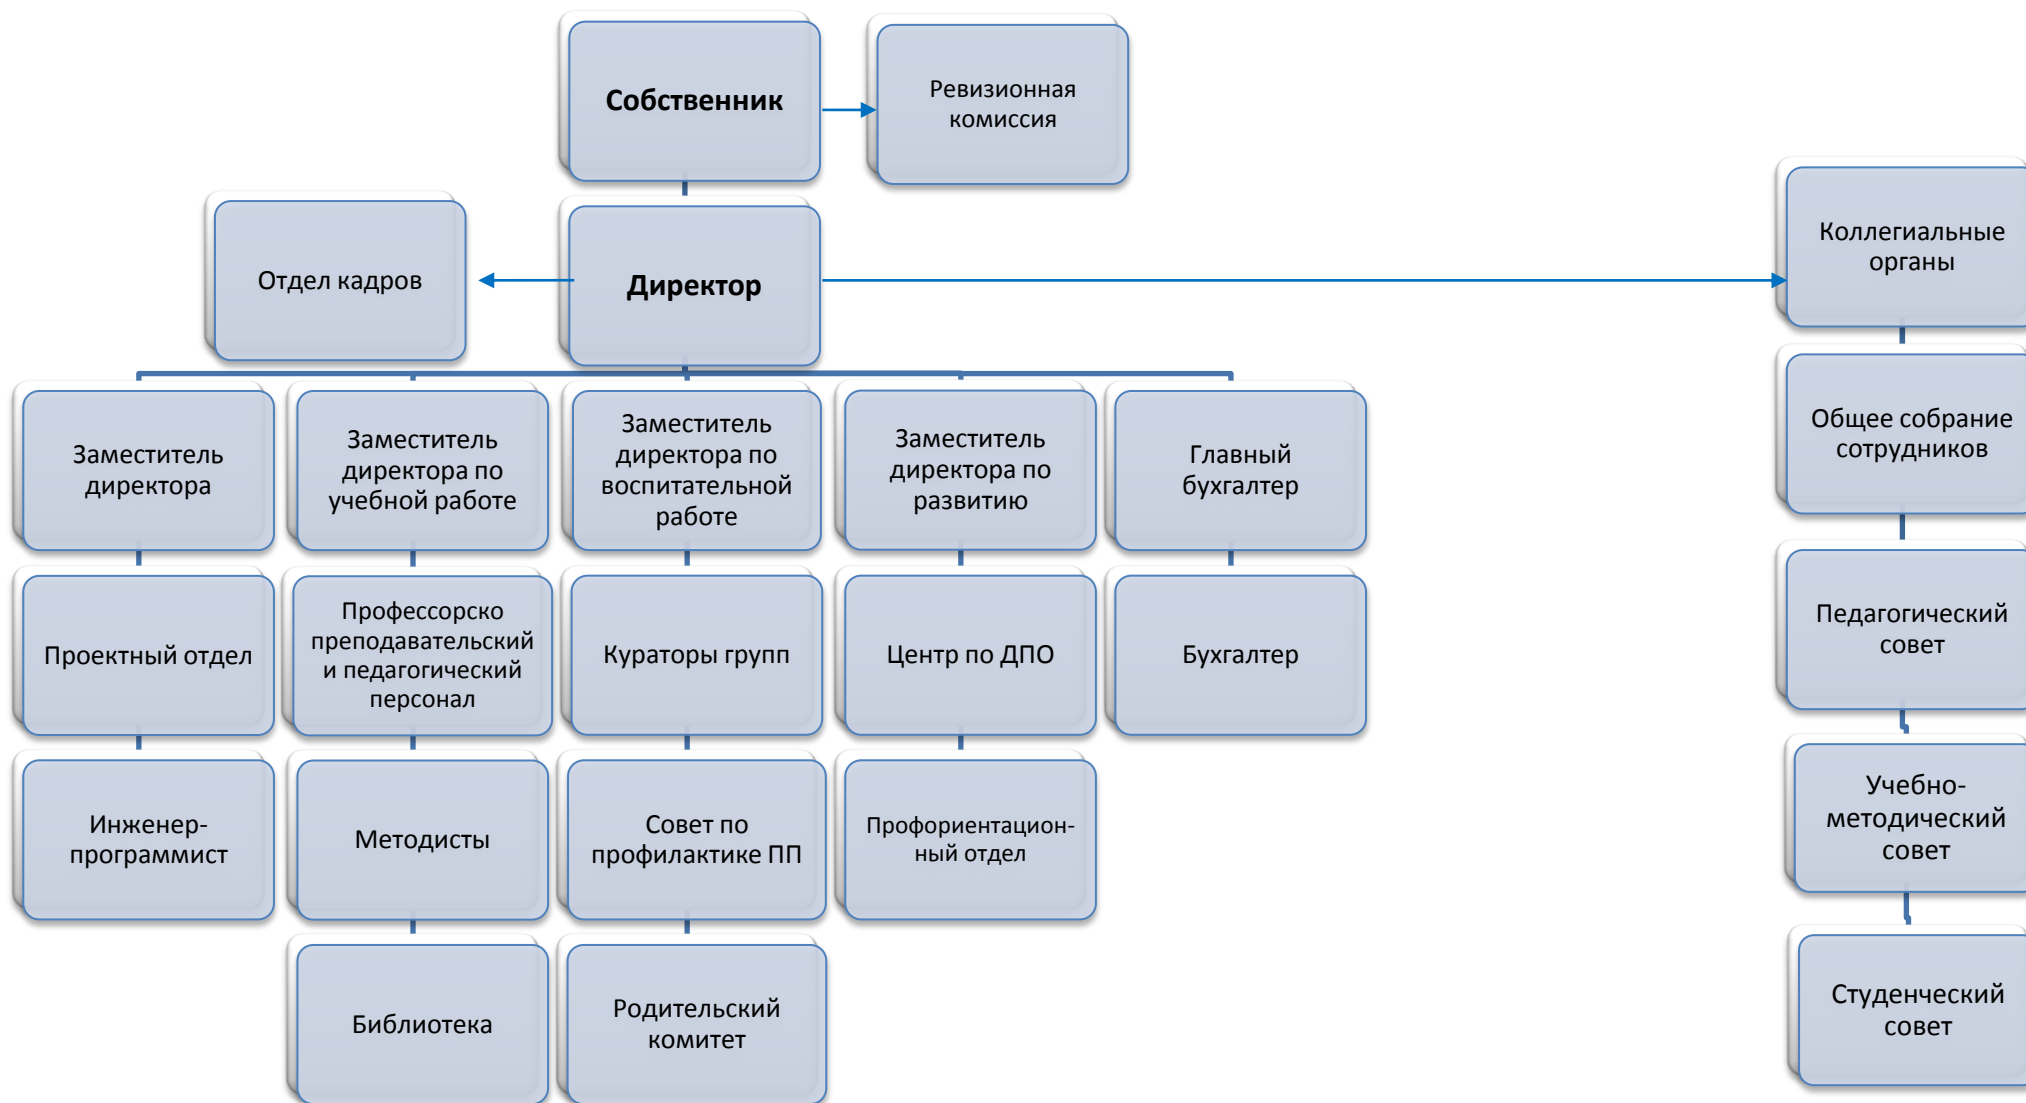 Собственник
Ревизионная
комиссия
Отдел кадров
Директор
Коллегиальные
органы
Заместитель
директора
Заместитель
директора по
учебной работе
Заместитель
директора по
воспитательной
работе
Заместитель
директора по
развитию
Главный
бухгалтер
Общее собрание
сотрудников
Проектный отдел
Профессорско
преподавательский
и педагогический
персонал
Кураторы групп
Центр по ДПО
Бухгалтер
Педагогический
совет
Инженер-
программист
Методисты
Совет по
профилактике ПП
Профориентацион-
ный отдел
Учебно-
методический
совет
Библиотека
Родительский
комитет
Студенческий
совет